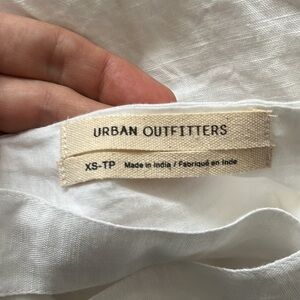 URBAN OUTFITTERS
XS-TP Made in India / Fabriqué en Inde